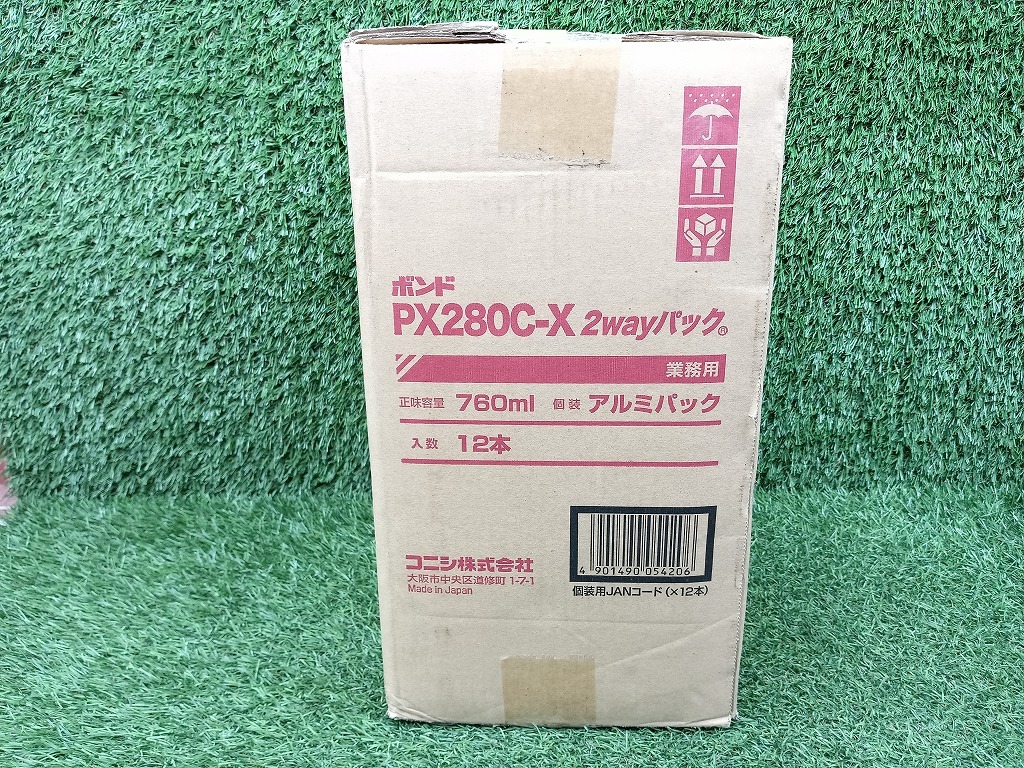 ボンド
PX280C-X 2wayパック®
業務用
正味容量 760ml 個装 アルミパック
入数 12本
4 901490 054206
個装用JANコード(×12本)
コニシ株式会社
大阪市中央区道修町 1-7-1
Made in Japan